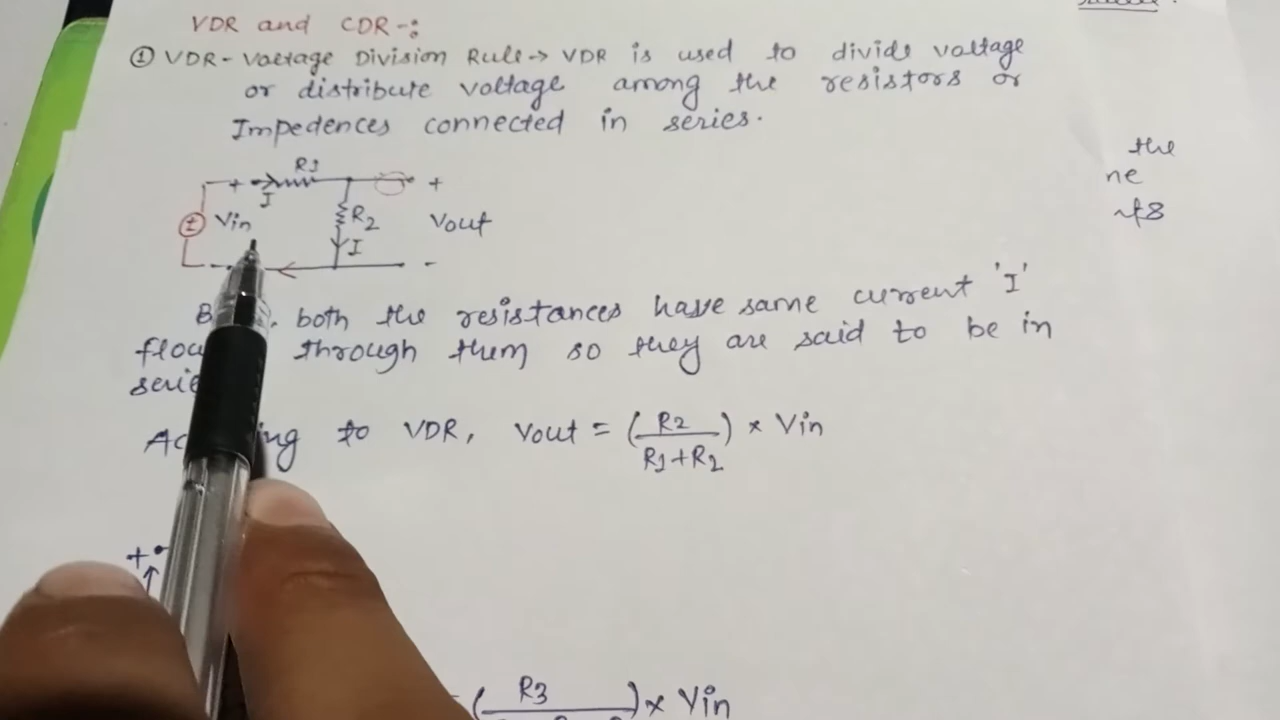 VDR and CDR-:
① VDR- Voltage Division Rule→ VDR is used to divide voltage
or distribute voltage among the resistors or
Impedences connected in series.
the
ne
R1
+
+
I
±
Vin
R2
Vout
I
-
-
both the resistances have same current 'I'
through them so they are said to be in
to VDR, Vout = (R2/R1+R2) × Vin
+
(R3 ) × Vin